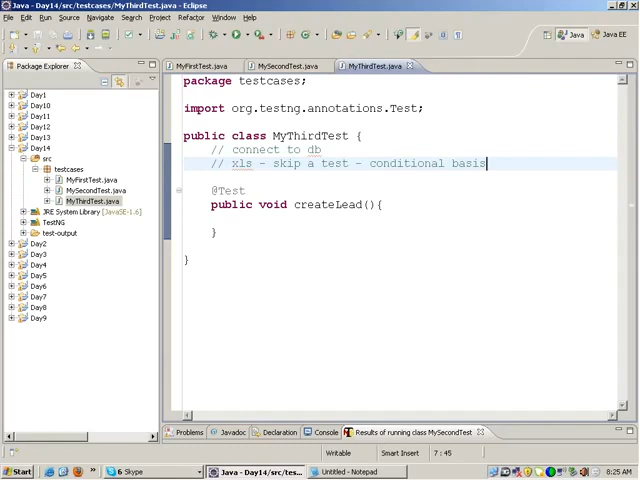 Java - Day14/src/testcases/MyThirdTest.java - Eclipse
File Edit Source Refactor Navigate Search Project Run Window Help
Java
Java EE
Package Explorer
Day1
Day10
Day11
Day12
Day13
Day14
src
testcases
MyFirstTest.java
MySecondTest.java
MyThirdTest.java
JRE System Library [JavaSE-1.6]
TestNG
test-output
Day2
Day3
Day4
Day5
Day6
Day7
Day8
Day9
MyFirstTest.java
MySecondTest.java
MyThirdTest.java
package testcases;
import org.testng.annotations.Test;
public class MyThirdTest {
// connect to db
// xls - skip a test - conditional basis
@Test
public void createLead(){
}
}
Problems
Javadoc
Declaration
Console
Results of running class MySecondTest
Writable
Smart Insert
7 : 45
Start
6 Skype
Java - Day14/src/tes...
Untitled - Notepad
8:25 AM